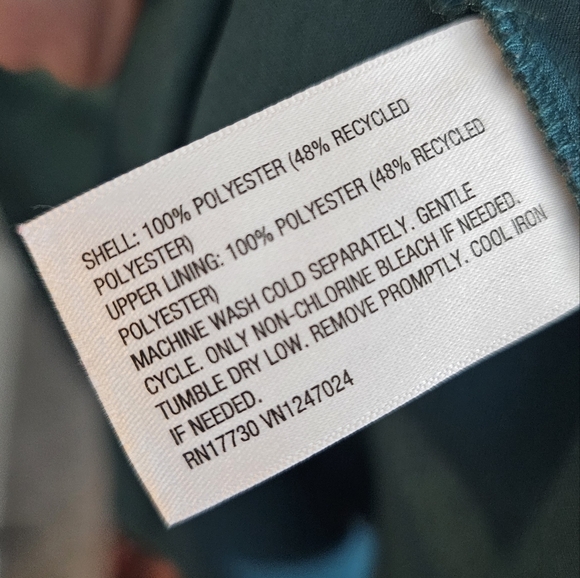 SHELL: 100% POLYESTER (48% RECYCLED
POLYESTER)
UPPER LINING: 100% POLYESTER (48% RECYCLED
POLYESTER)
MACHINE WASH COLD SEPARATELY. GENTLE
CYCLE. ONLY NON-CHLORINE BLEACH IF NEEDED.
TUMBLE DRY LOW. REMOVE PROMPTLY. COOL IRON
IF NEEDED.
RN17730 VN1247024